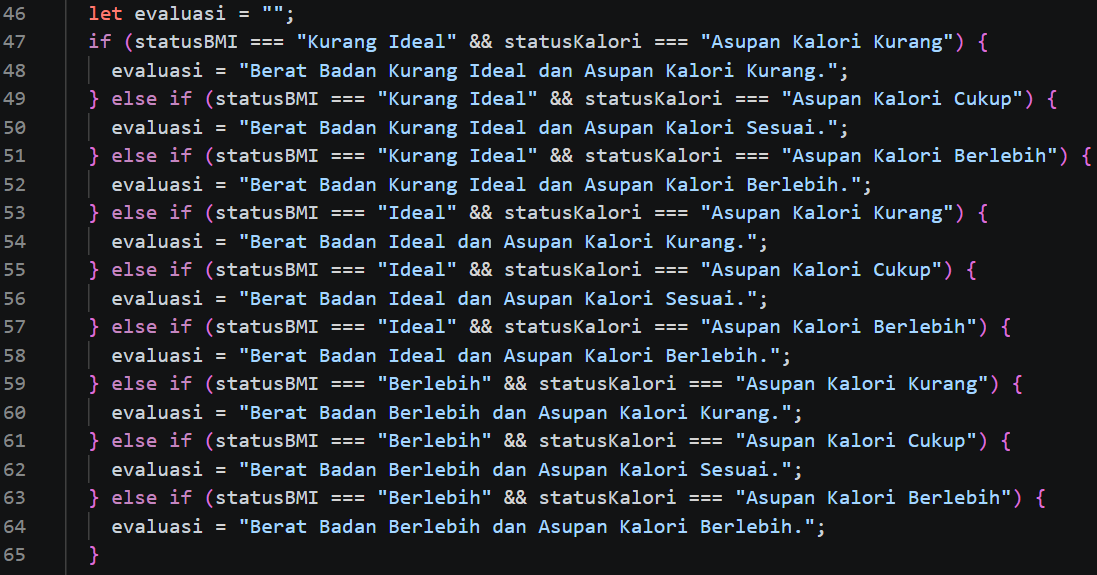 46 let evaluasi = "";
47 if (statusBMI === "Kurang Ideal" && statusKalori === "Asupan Kalori Kurang") {
48 evaluasi = "Berat Badan Kurang Ideal dan Asupan Kalori Kurang.";
49 } else if (statusBMI === "Kurang Ideal" && statusKalori === "Asupan Kalori Cukup") {
50 evaluasi = "Berat Badan Kurang Ideal dan Asupan Kalori Sesuai.";
51 } else if (statusBMI === "Kurang Ideal" && statusKalori === "Asupan Kalori Berlebih") {
52 evaluasi = "Berat Badan Kurang Ideal dan Asupan Kalori Berlebih.";
53 } else if (statusBMI === "Ideal" && statusKalori === "Asupan Kalori Kurang") {
54 evaluasi = "Berat Badan Ideal dan Asupan Kalori Kurang.";
55 } else if (statusBMI === "Ideal" && statusKalori === "Asupan Kalori Cukup") {
56 evaluasi = "Berat Badan Ideal dan Asupan Kalori Sesuai.";
57 } else if (statusBMI === "Ideal" && statusKalori === "Asupan Kalori Berlebih") {
58 evaluasi = "Berat Badan Ideal dan Asupan Kalori Berlebih.";
59 } else if (statusBMI === "Berlebih" && statusKalori === "Asupan Kalori Kurang") {
60 evaluasi = "Berat Badan Berlebih dan Asupan Kalori Kurang.";
61 } else if (statusBMI === "Berlebih" && statusKalori === "Asupan Kalori Cukup") {
62 evaluasi = "Berat Badan Berlebih dan Asupan Kalori Sesuai.";
63 } else if (statusBMI === "Berlebih" && statusKalori === "Asupan Kalori Berlebih") {
64 evaluasi = "Berat Badan Berlebih dan Asupan Kalori Berlebih.";
65 }